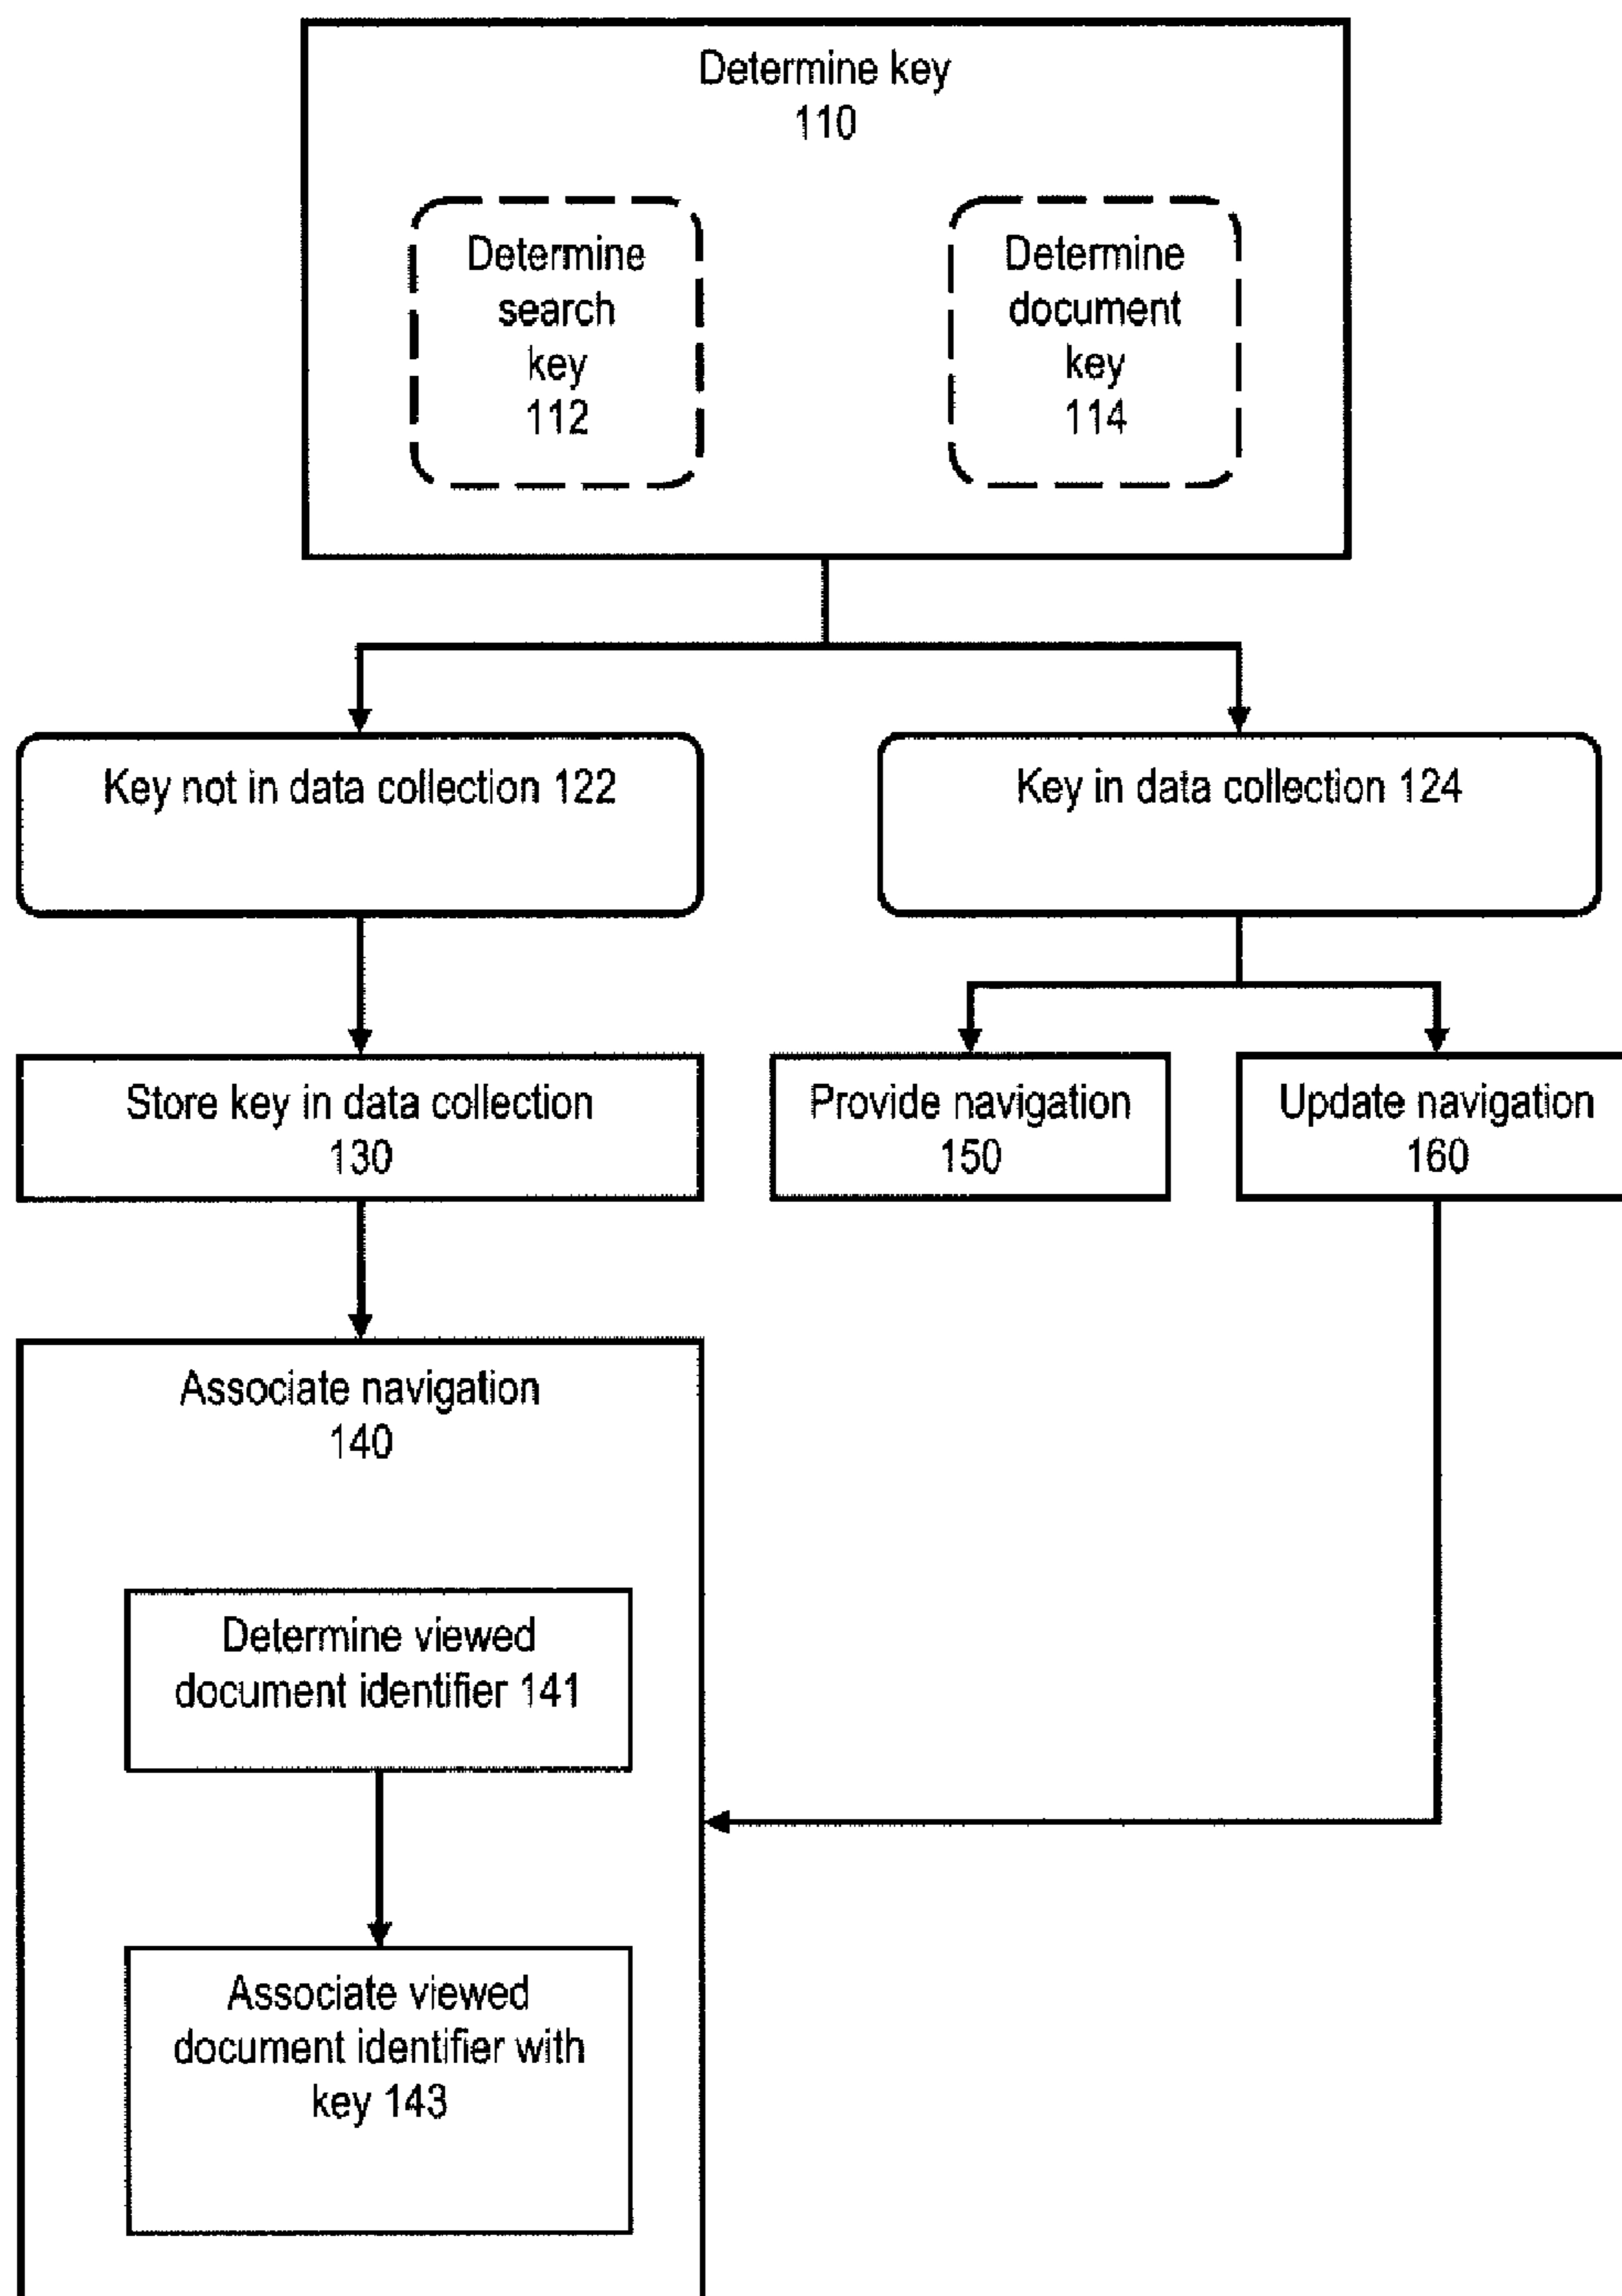 Determine key
110
Determine
search
key
112
Determine
document
key
114
Key not in data collection 122
Key in data collection 124
Store key in data collection
130
Provide navigation
150
Update navigation
160
Associate navigation
140
Determine viewed
document identifier 141
Associate viewed
document identifier with
key 143